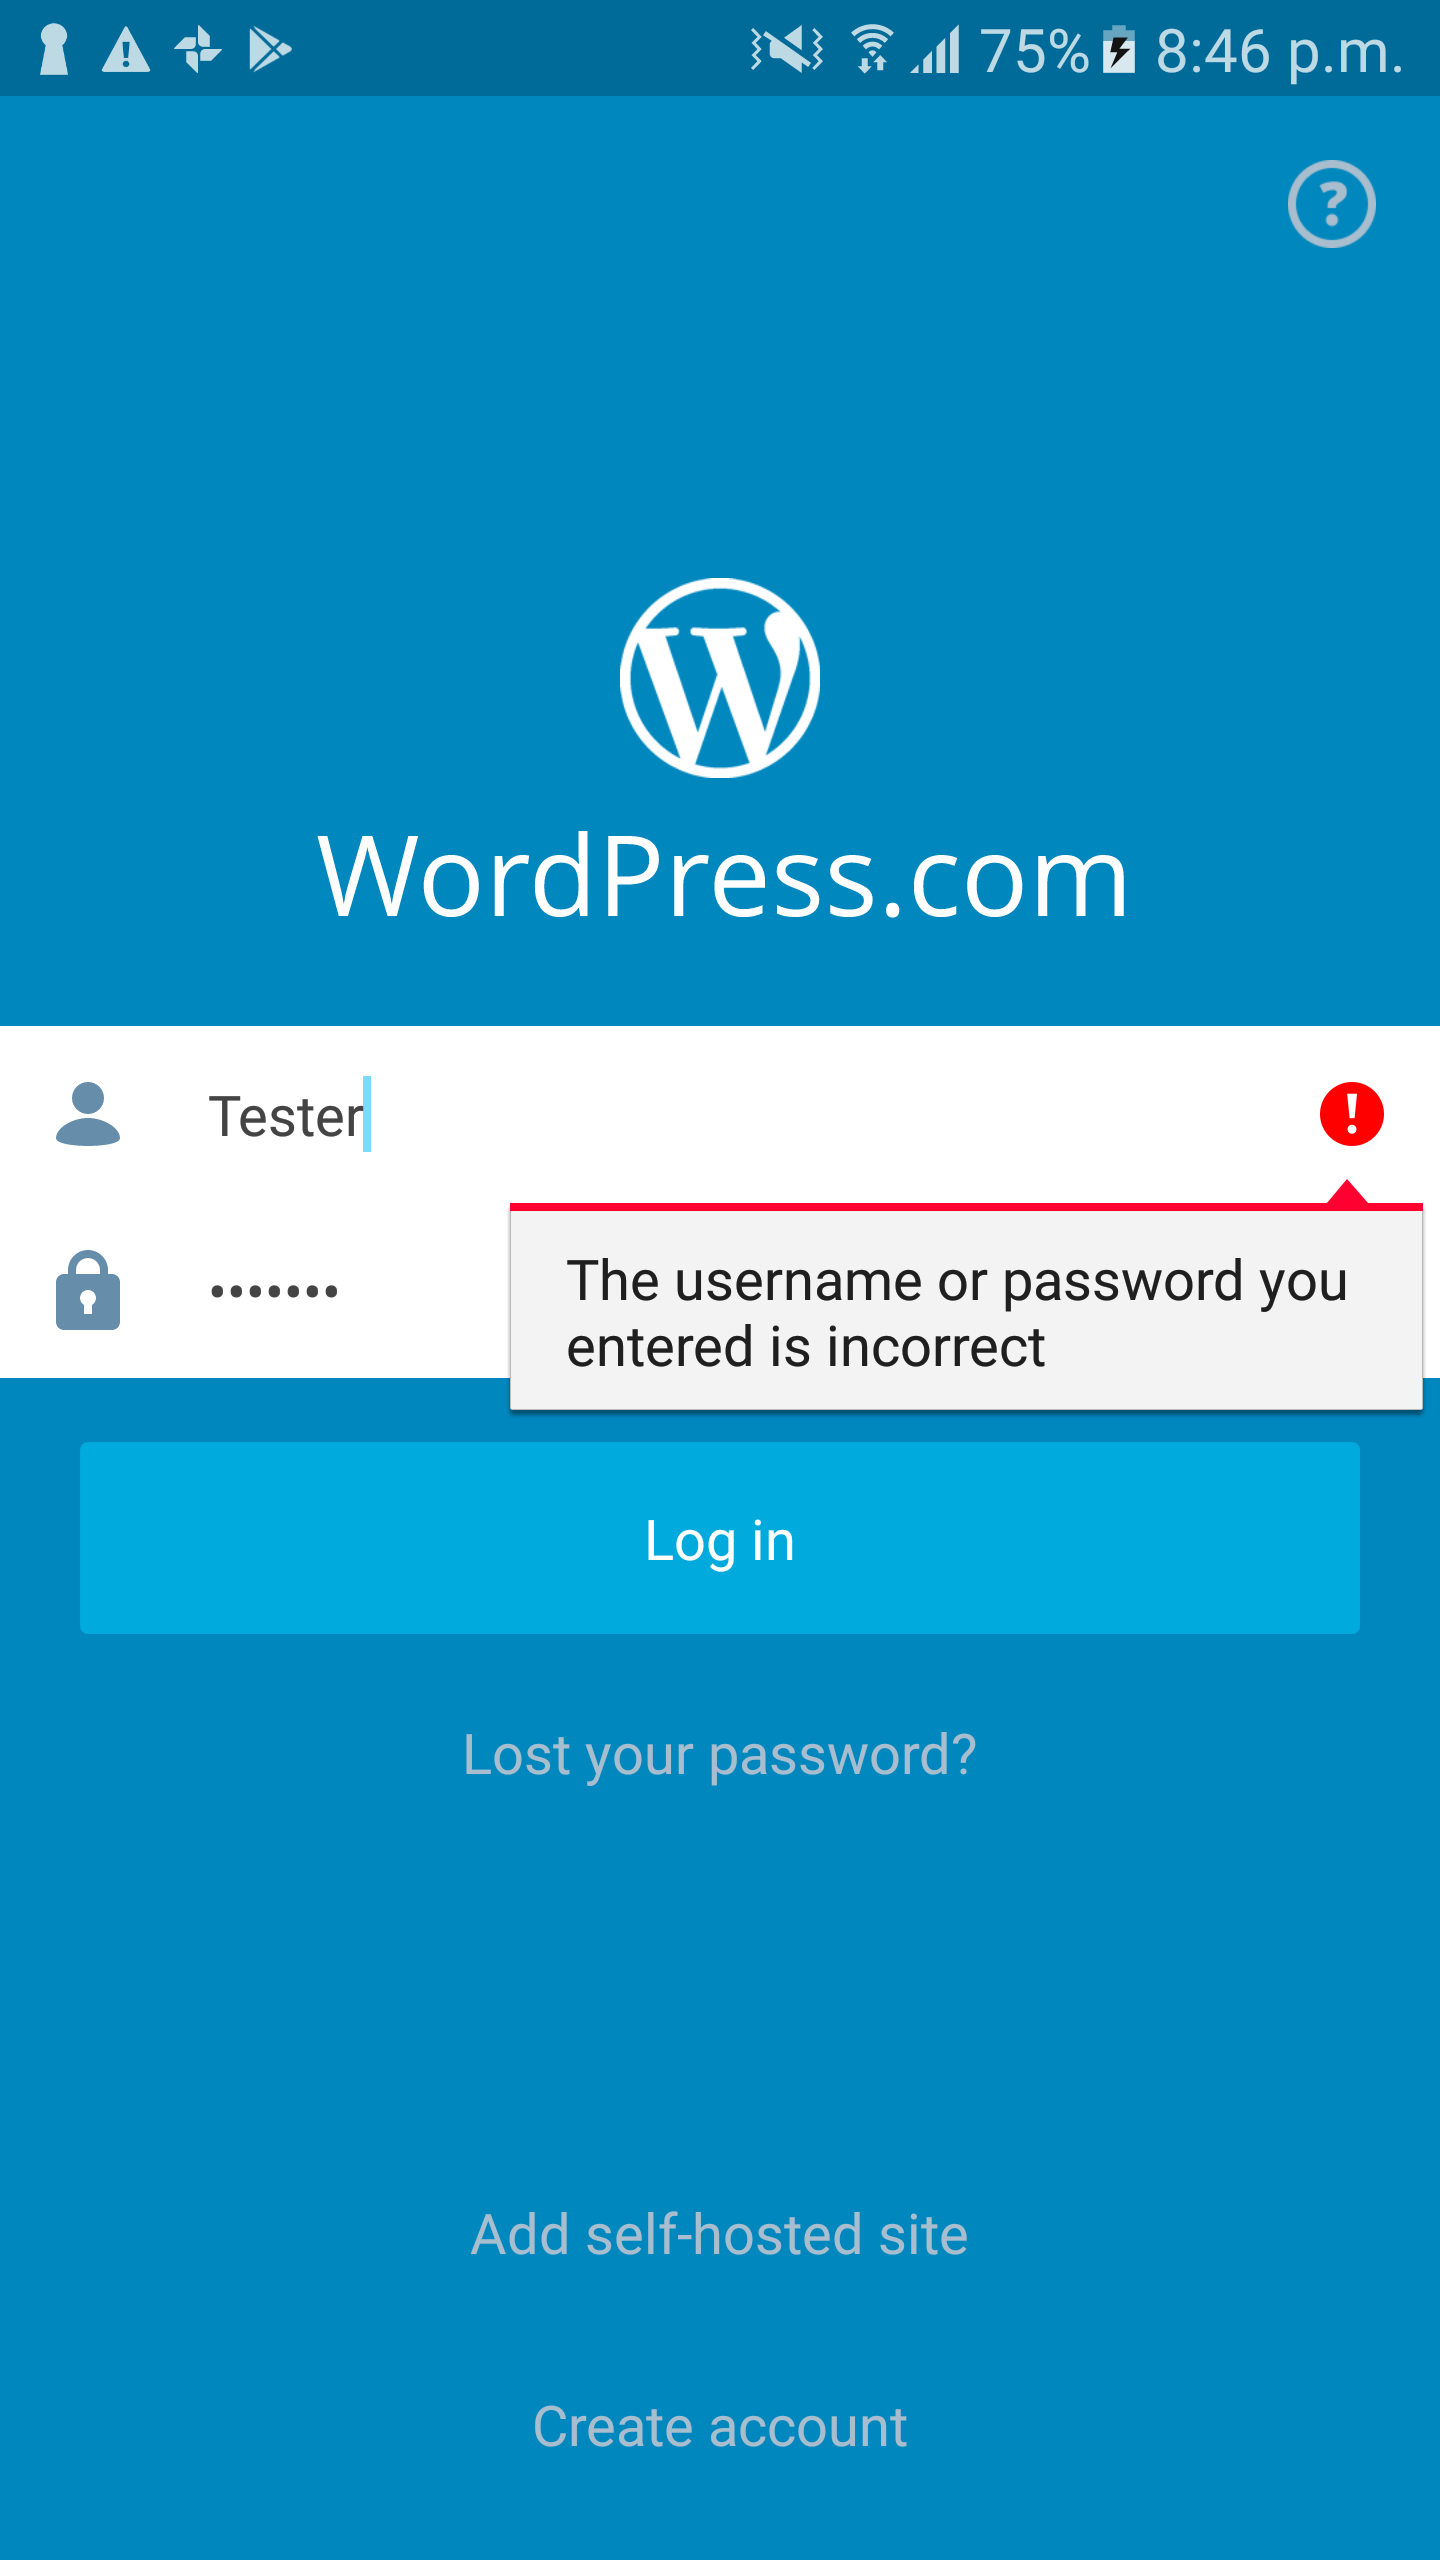 75% 8:46 p.m.
?
WordPress.com
Tester
!
•••••••
The username or password you
entered is incorrect
Log in
Lost your password?
Add self-hosted site
Create account